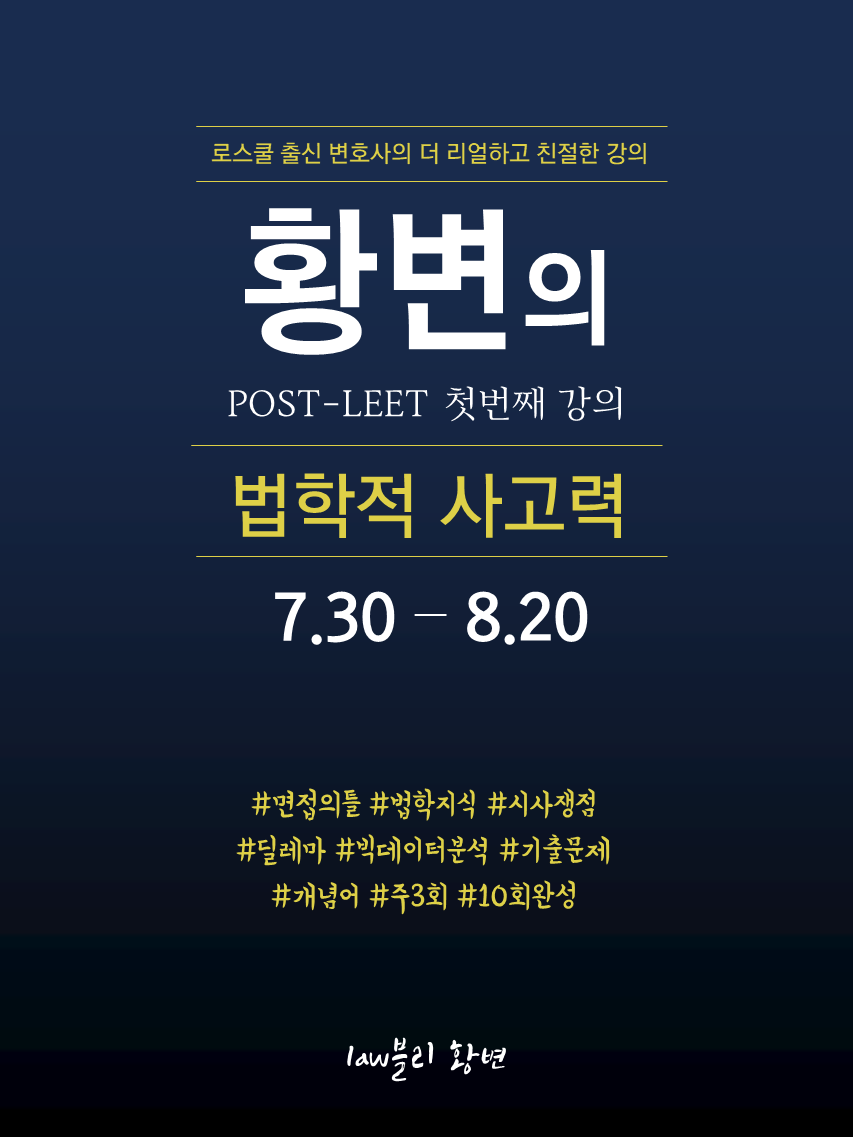 로스쿨 출신 변호사의 더 리얼하고 친절한 강의
황변의
POST-LEET 첫번째 강의
법학적 사고력
7.30 – 8.20
#면접의틀 #법학지식 #시사쟁점
#딜레마 #빅데이터분석 #기출문제
#개념어 #주3회 #10회완성
law블리 황변